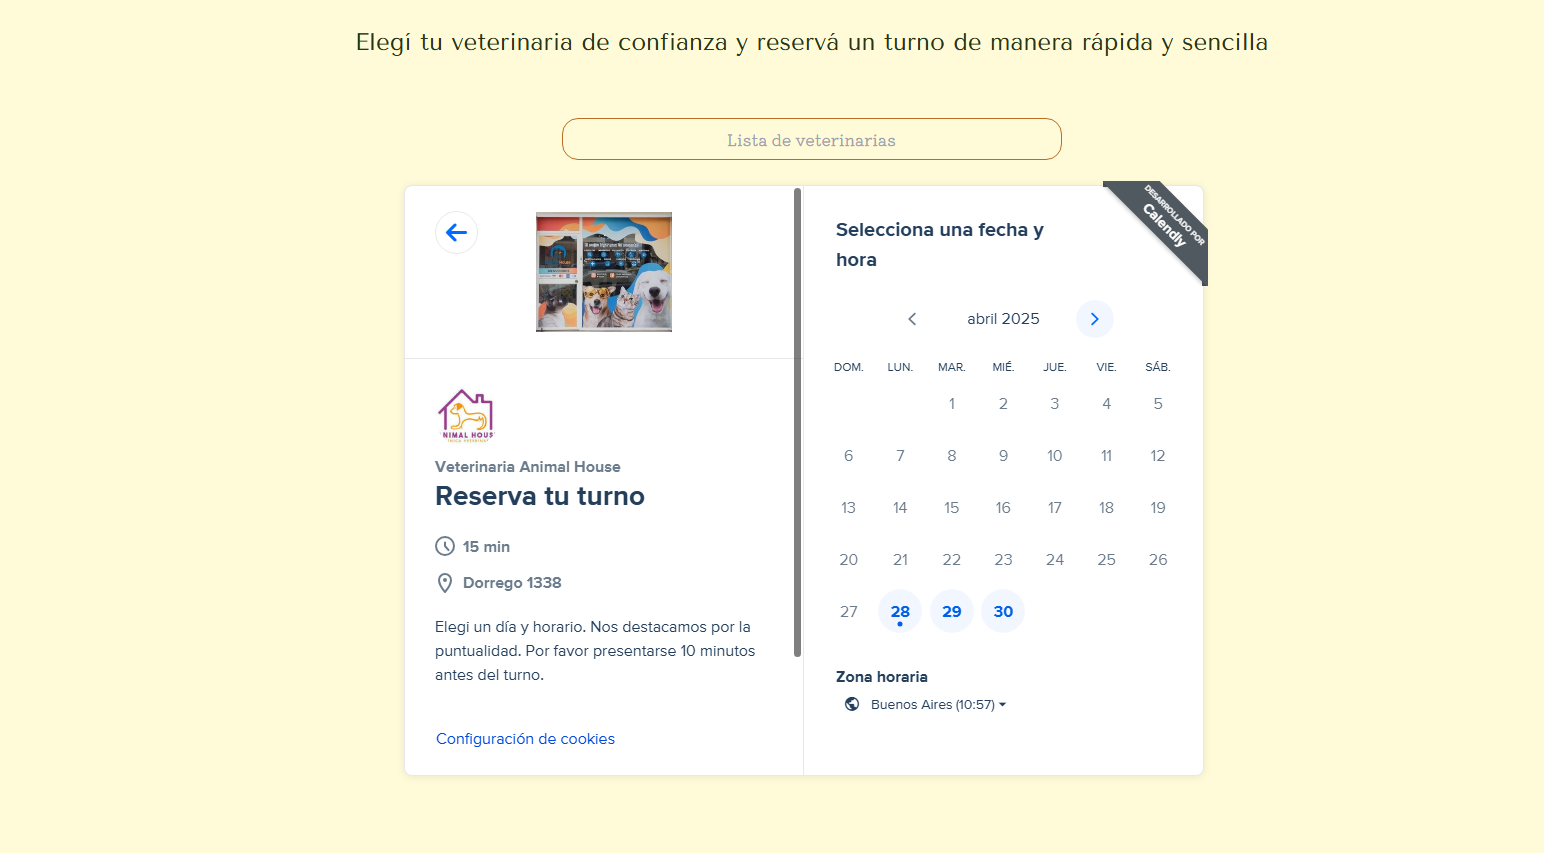 Elegí tu veterinaria de confianza y reservá un turno de manera rápida y sencilla
Lista de veterinarias
NIMAL HOUS
Veterinaria Animal House
Reserva tu turno
15 min
Dorrego 1338
Elegi un día y horario. Nos destacamos por la
puntualidad. Por favor presentarse 10 minutos
antes del turno.
Configuración de cookies
DESARROLLADO POR
Calendly
Selecciona una fecha y
hora
abril 2025
DOM. LUN. MAR. MIÉ. JUE. VIE. SÁB.
1 2 3 4 5
6 7 8 9 10 11 12
13 14 15 16 17 18 19
20 21 22 23 24 25 26
27 28 29 30
Zona horaria
Buenos Aires (10:57)